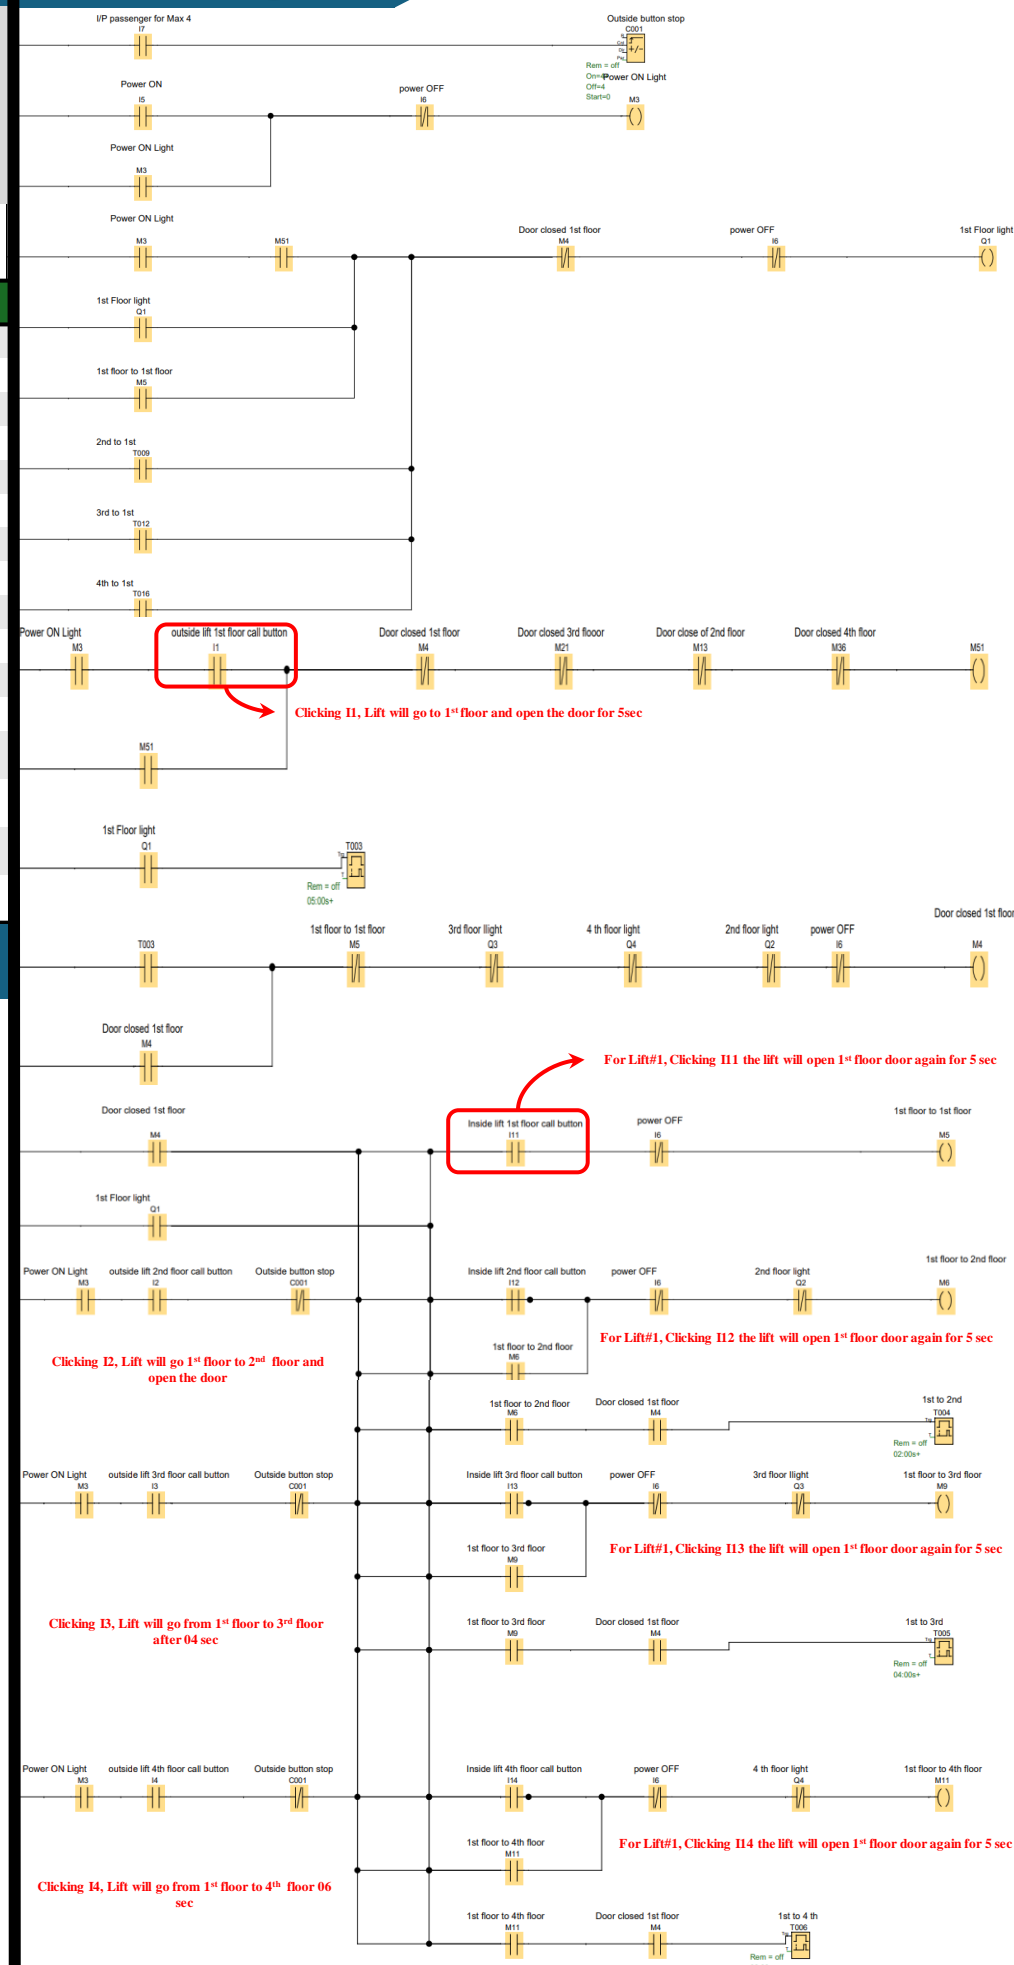 I/P passenger for Max 4
I7
Outside button stop
C001
+/-
Rem = off
On=4
Off=4
Start=0
Power ON
I5
power OFF
I6
Power ON Light
M3
Power ON Light
M3
Power ON Light
M3
M51
Door closed 1st floor
M4
power OFF
I6
1st Floor light
Q1
1st Floor light
Q1
1st floor to 1st floor
M5
2nd to 1st
T009
3rd to 1st
T012
4th to 1st
T016
Power ON Light
M3
outside lift 1st floor call button
I1
Door closed 1st floor
M4
Door closed 3rd flooor
M21
Door close of 2nd floor
M13
Door closed 4th floor
M36
M51
Clicking I1, Lift will go to 1st floor and open the door for 5sec
M51
1st Floor light
Q1
T003
Rem = off
05:00s+
T003
1st floor to 1st floor
M5
3rd floor llight
Q3
4 th floor light
Q4
2nd floor light
Q2
power OFF
I6
Door closed 1st floor
M4
Door closed 1st floor
M4
For Lift#1, Clicking I11 the lift will open 1st floor door again for 5 sec
Door closed 1st floor
M4
Inside lift 1st floor call button
I11
power OFF
I6
1st floor to 1st floor
M5
1st Floor light
Q1
Power ON Light
M3
outside lift 2nd floor call button
I2
Outside button stop
C001
Inside lift 2nd floor call button
I12
power OFF
I6
2nd floor light
Q2
1st floor to 2nd floor
M6
For Lift#1, Clicking I12 the lift will open 1st floor door again for 5 sec
Clicking I2, Lift will go 1st floor to 2nd floor and
open the door
1st floor to 2nd floor
M6
1st floor to 2nd floor
M6
Door closed 1st floor
M4
1st to 2nd
T004
Rem = off
02:00s+
Power ON Light
M3
outside lift 3rd floor call button
I3
Outside button stop
C001
Inside lift 3rd floor call button
I13
power OFF
I6
3rd floor llight
Q3
1st floor to 3rd floor
M9
For Lift#1, Clicking I13 the lift will open 1st floor door again for 5 sec
1st floor to 3rd floor
M9
Clicking I3, Lift will go from 1st floor to 3rd floor
after 04 sec
1st floor to 3rd floor
M9
Door closed 1st floor
M4
1st to 3rd
T005
Rem = off
04:00s+
Power ON Light
M3
outside lift 4th floor call button
I4
Outside button stop
C001
Inside lift 4th floor call button
I14
power OFF
I6
4 th floor light
Q4
1st floor to 4th floor
M11
For Lift#1, Clicking I14 the lift will open 1st floor door again for 5 sec
1st floor to 4th floor
M11
Clicking I4, Lift will go from 1st floor to 4th floor 06
sec
1st floor to 4th floor
M11
Door closed 1st floor
M4
1st to 4 th
T006
Rem = off